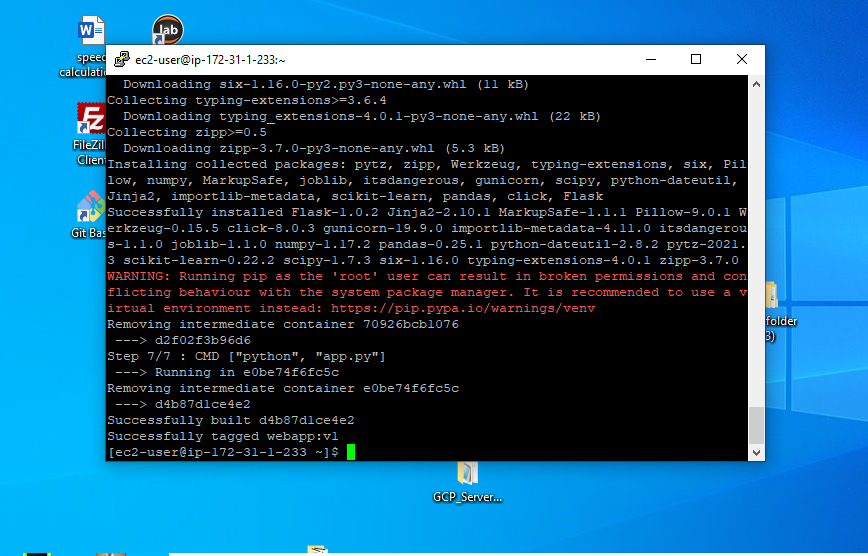 lab
W
speed
calculatio
FileZill
Client
Git Bas
ec2-user@ip-172-31-1-233:~
Downloading six-1.16.0-py2.py3-none-any.whl (11 kB)
Collecting typing-extensions>=3.6.4
Downloading typing_extensions-4.0.1-py3-none-any.whl (22 kB)
Collecting zipp>=0.5
Downloading zipp-3.7.0-py3-none-any.whl (5.3 kB)
Installing collected packages: pytz, zipp, Werkzeug, typing-extensions, six, Pil
low, numpy, MarkupSafe, joblib, itsdangerous, gunicorn, scipy, python-dateutil,
Jinja2, importlib-metadata, scikit-learn, pandas, click, Flask
Successfully installed Flask-1.0.2 Jinja2-2.10.1 MarkupSafe-1.1.1 Pillow-9.0.1 W
erkzeug-0.15.5 click-8.0.3 gunicorn-19.9.0 importlib-metadata-4.11.0 itsdangerou
s-1.1.0 joblib-1.1.0 numpy-1.17.2 pandas-0.25.1 python-dateutil-2.8.2 pytz-2021.
3 scikit-learn-0.22.2 scipy-1.7.3 six-1.16.0 typing-extensions-4.0.1 zipp-3.7.0
WARNING: Running pip as the 'root' user can result in broken permissions and con
flicting behaviour with the system package manager. It is recommended to use a v
irtual environment instead: https://pip.pypa.io/warnings/venv
Removing intermediate container 70926bcb1076
---> d2f02f3b96d6
Step 7/7 : CMD ["python", "app.py"]
---> Running in e0be74f6fc5c
Removing intermediate container e0be74f6fc5c
---> d4b87d1ce4e2
Successfully built d4b87d1ce4e2
Successfully tagged webapp:v1
[ec2-user@ip-172-31-1-233 ~]$
folder
3)
GCP_Server...